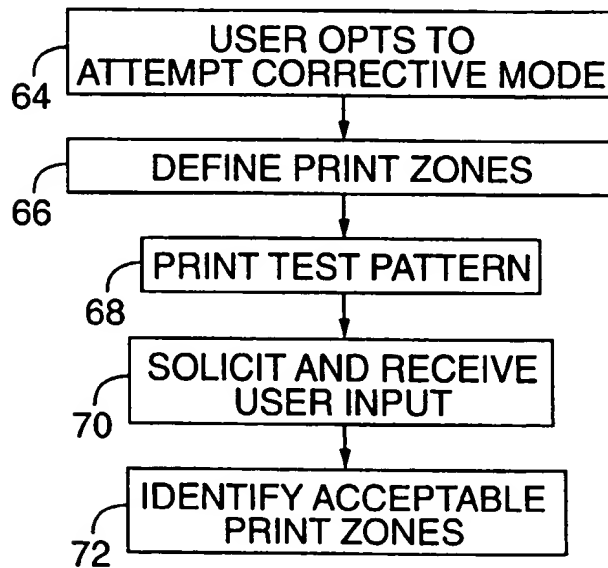 USER OPTS TO
ATTEMPT CORRECTIVE MODE
64
DEFINE PRINT ZONES
66
PRINT TEST PATTERN
68
SOLICIT AND RECEIVE
USER INPUT
70
IDENTIFY ACCEPTABLE
PRINT ZONES
72